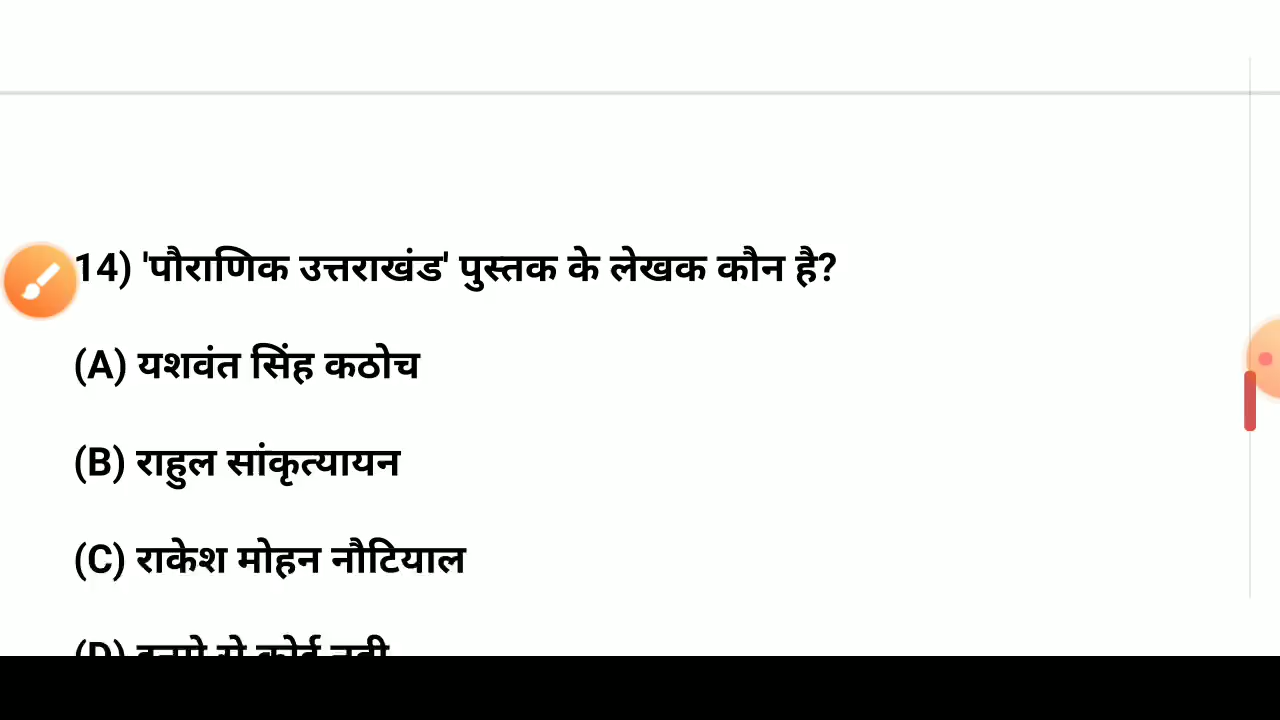 14) 'पौराणिक उत्तराखंड' पुस्तक के लेखक कौन है?
(A) यशवंत सिंह कठोच
(B) राहुल सांकृत्यायन
(C) राकेश मोहन नौटियाल
(D) से कोई